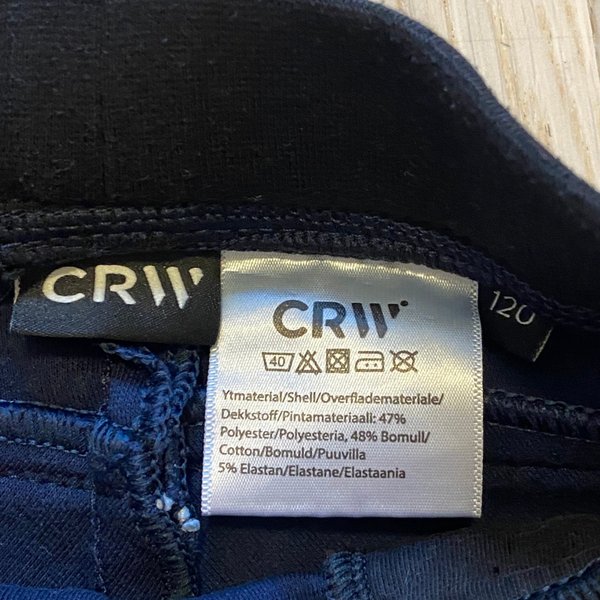 CRW
CRW
120
40
Ytmaterial/Shell/Overflademateriale/
Dekkstoff/Pintamateriaali: 47%
Polyester/Polyesteria, 48% Bomull/
Cotton/Bomuld/Puuvilla
5% Elastan/Elastane/Elastaania